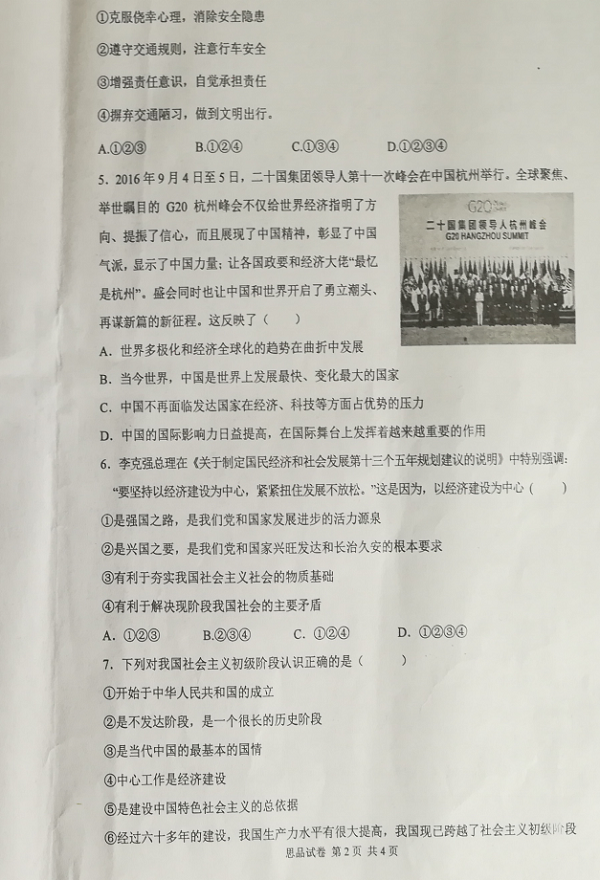 ①克服侥幸心理，消除安全隐患
②遵守交通规则，注意行车安全
③增强责任意识，自觉承担责任
④摒弃交通陋习，做到文明出行。
A.①②③ B.①②④ C.①③④ D.①②③④
5．2016年9月4日至5日，二十国集团领导人第十一次峰会在中国杭州举行。全球聚焦、
举世瞩目的 G20 杭州峰会不仅给世界经济指明了方
向、提振了信心，而且展现了中国精神，彰显了中国
气派，显示了中国力量；让各国政要和经济大佬“最忆
是杭州”。盛会同时也让中国和世界开启了勇立潮头、
再谋新篇的新征程。这反映了（ ）
G20
二十国集团领导人杭州峰会
G20 HANGZHOU SUMMIT
A．世界多极化和经济全球化的趋势在曲折中发展
B．当今世界，中国是世界上发展最快、变化最大的国家
C．中国不再面临发达国家在经济、科技等方面占优势的压力
D．中国的国际影响力日益提高，在国际舞台上发挥着越来越重要的作用
6．李克强总理在《关于制定国民经济和社会发展第十三个五年规划建议的说明》中特别强调：
“要坚持以经济建设为中心，紧紧扭住发展不放松。”这是因为，以经济建设为中心（ ）
①是强国之路，是我们党和国家发展进步的活力源泉
②是兴国之要，是我们党和国家兴旺发达和长治久安的根本要求
③有利于夯实我国社会主义社会的物质基础
④有利于解决现阶段我国社会的主要矛盾
A．①②③ B.②③④ C．①②④ D．①②③④
7．下列对我国社会主义初级阶段认识正确的是（ ）
①开始于中华人民共和国的成立
②是不发达阶段，是一个很长的历史阶段
③是当代中国的最基本的国情
④中心工作是经济建设
⑤是建设中国特色社会主义的总依据
⑥经过六十多年的建设，我国生产力水平有很大提高，我国现已跨越了社会主义初级阶段
思品试卷 第2页 共4页